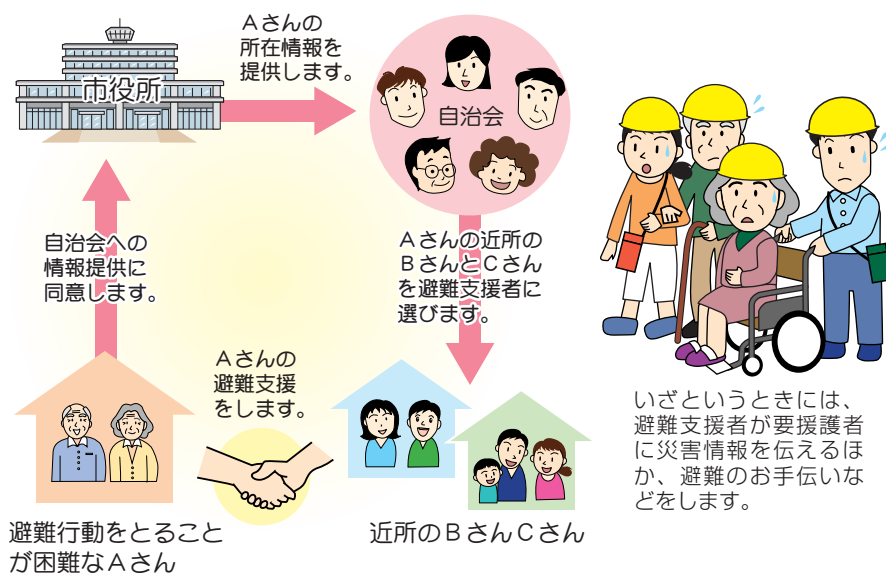 Aさんの
所在情報を
提供します。
市役所
自治会
自治会への
情報提供に
同意します。
Aさんの近所の
BさんとCさん
を避難支援者に
選びます。
Aさんの
避難支援
をします。
いざというときには、
避難支援者が要援護者
に災害情報を伝えるほ
か、避難のお手伝いな
どをします。
避難行動をとること
が困難なAさん
近所のBさんCさん